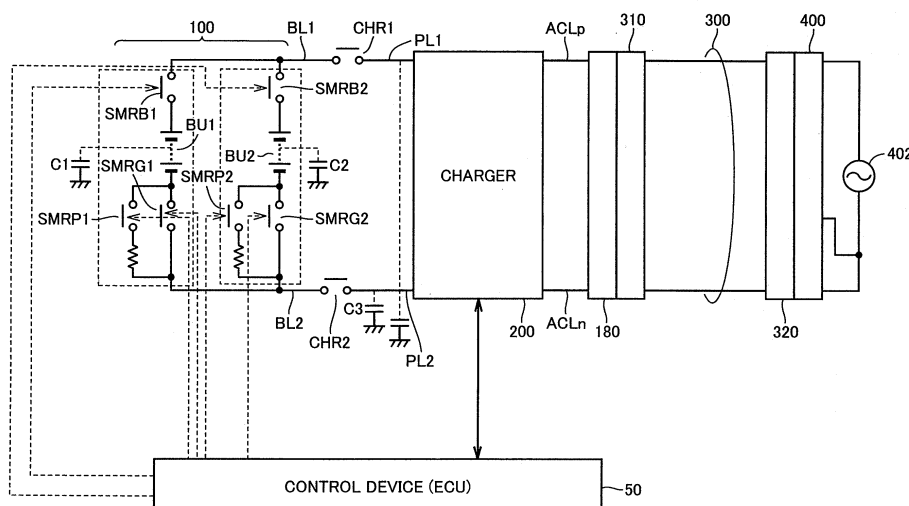 100
BL1
CHR1
PL1
ACLp
310
300
400
SMRB1
SMRB2
BU1
BU2
C1
C2
SMRG1
SMRP2
SMRP1
SMRG2
CHARGER
402
BL2
CHR2
C3
PL2
200
ACLn
180
320
CONTROL DEVICE (ECU)
50